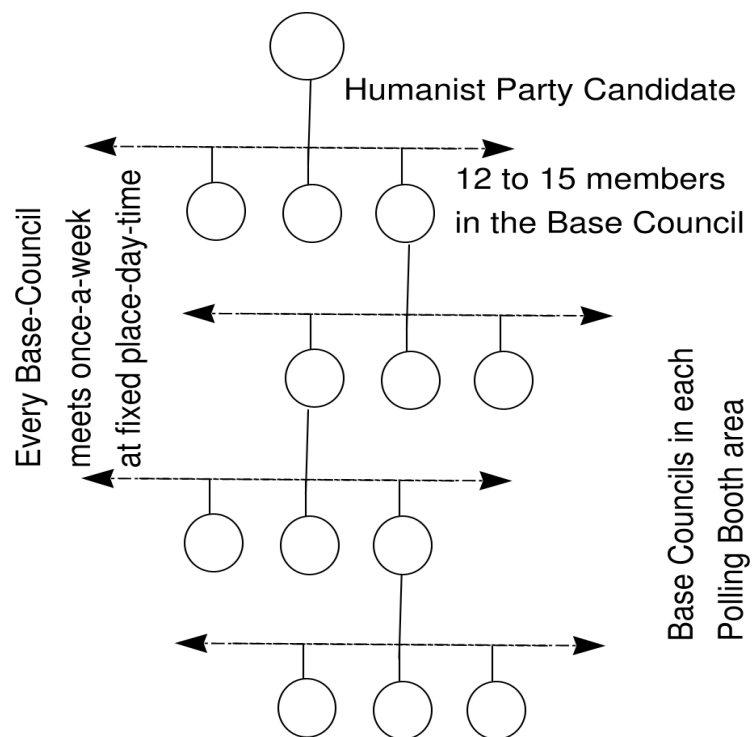 Humanist Party Candidate
12 to 15 members
in the Base Council
Every Base-Council
meets once-a-week
at fixed place-day-time
Base Councils in each
Polling Booth area